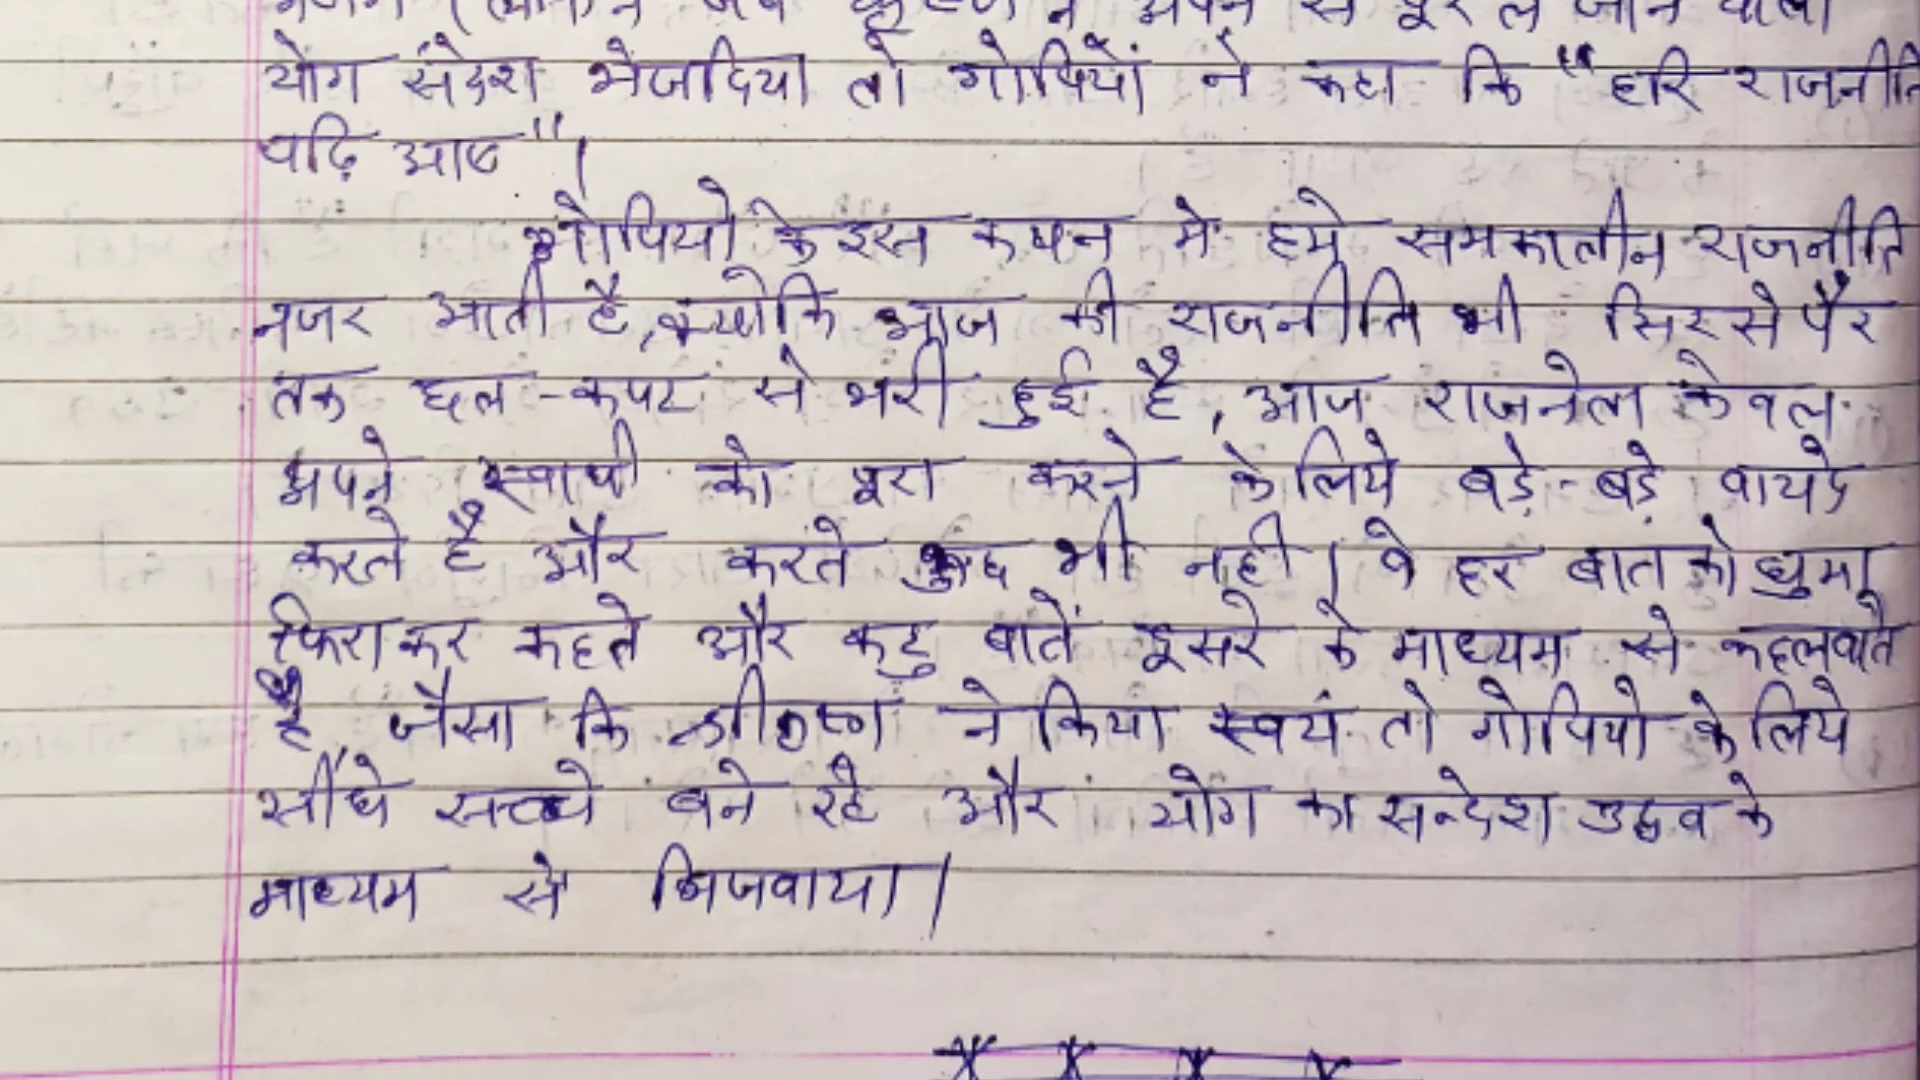 ने अपने से दूर ले जाने वाला
योग संदेश भेजदिया तो गोपियों ने कहा कि "हरि राजनीति
पढ़ि आए"।
गोपियो के इस कथन मे हमे समकालीन राजनीति
नजर आती है, क्योकि आज की राजनीति भी सिर से पैर
तक छल-कपट से भरी हुई है, आज राजनेता केवल
अपने स्वार्थो को पूरा करने के लिये बड़े-बड़े वायदे
करते है और करते कुछ भी नही। वे हर बात को घुमा
फिराकर कहते और कटु बातें दूसरे के माध्यम से कहलवाते
है, जैसा कि श्रीकृष्ण ने किया स्वयं तो गोपियो के लिये
सीधे सच्चे बने रहे और योग का सन्देश उद्धव के
माध्यम से भिजवाया।